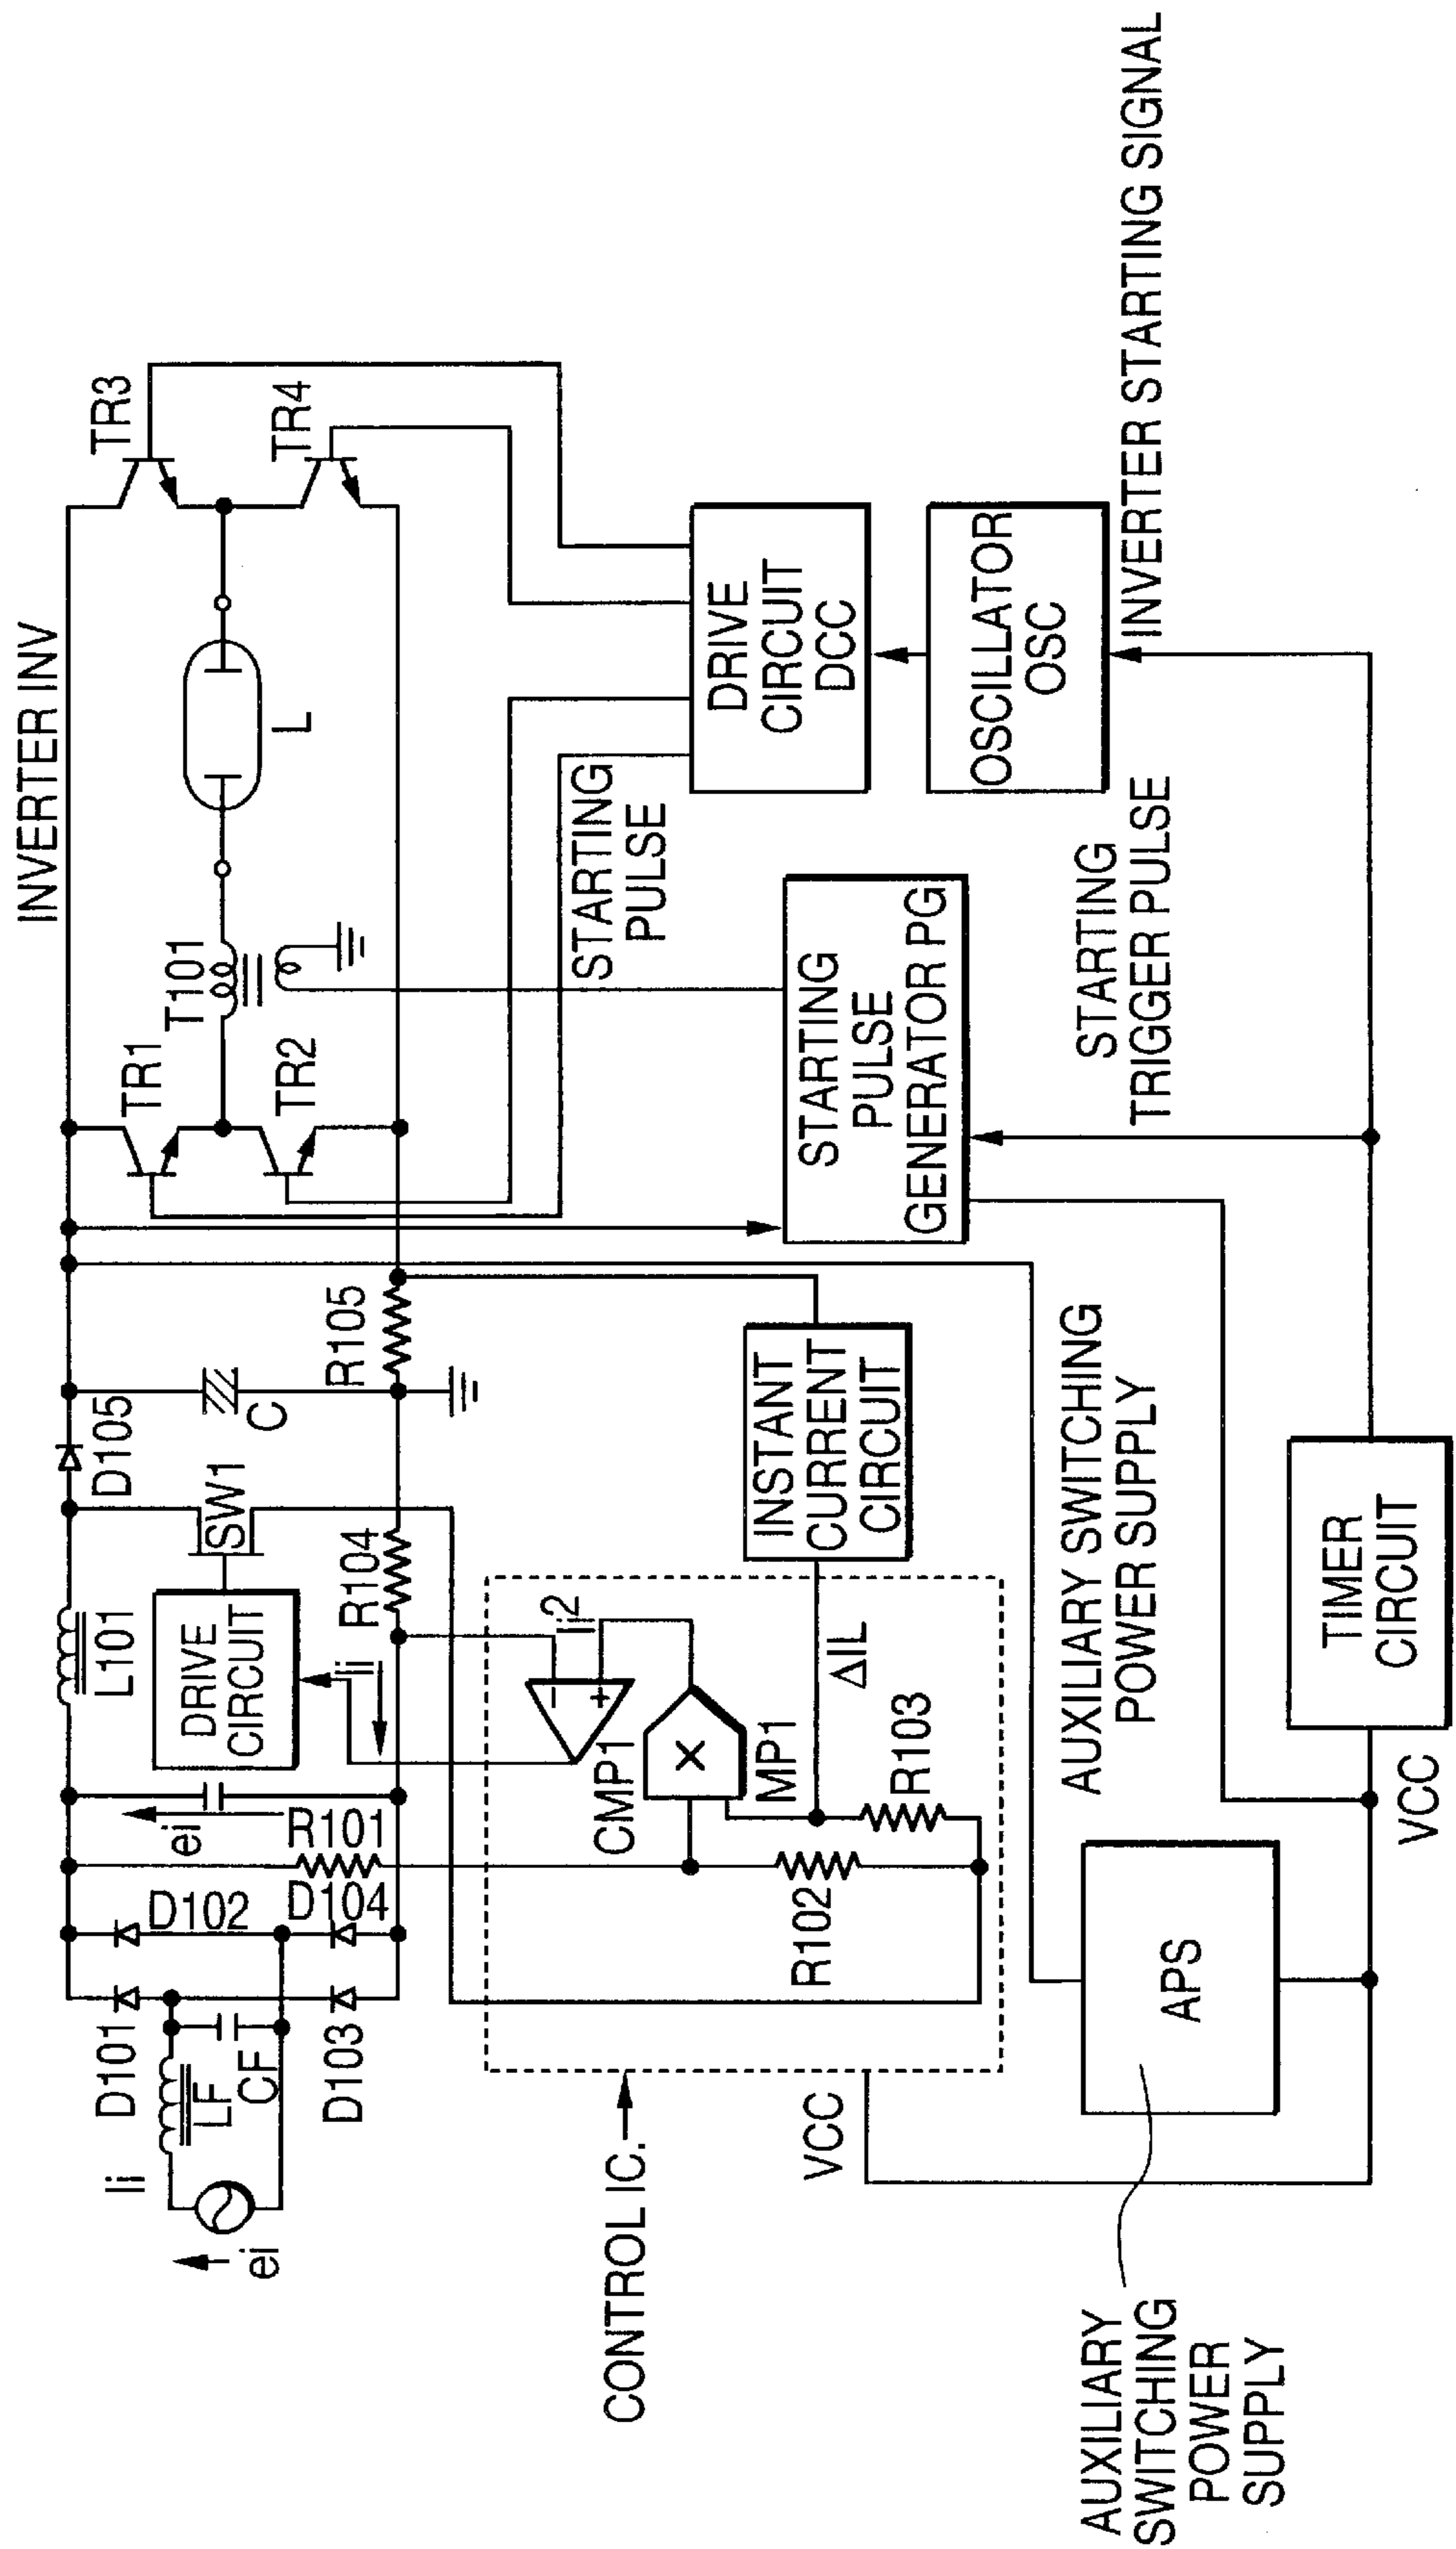 INVERTER INV
TR3
TR4
L
T101
TR1
TR2
STARTING
PULSE
DRIVE
CIRCUIT
DCC
OSCILLATOR
OSC
INVERTER STARTING SIGNAL
STARTING
PULSE
GENERATOR PG
STARTING
TRIGGER PULSE
D105
C
R105
SW1
R104
L101
DRIVE
CIRCUIT
Ii
ei
R101
D102
D104
D101
D103
LF
CF
Ii
ei
INSTANT
CURRENT
CIRCUIT
Ii2
-
+
CMP1
X
MP1
ΔIL
R103
R102
CONTROL IC.
VCC
AUXILIARY SWITCHING
POWER SUPPLY
APS
TIMER
CIRCUIT
VCC
AUXILIARY
SWITCHING
POWER
SUPPLY